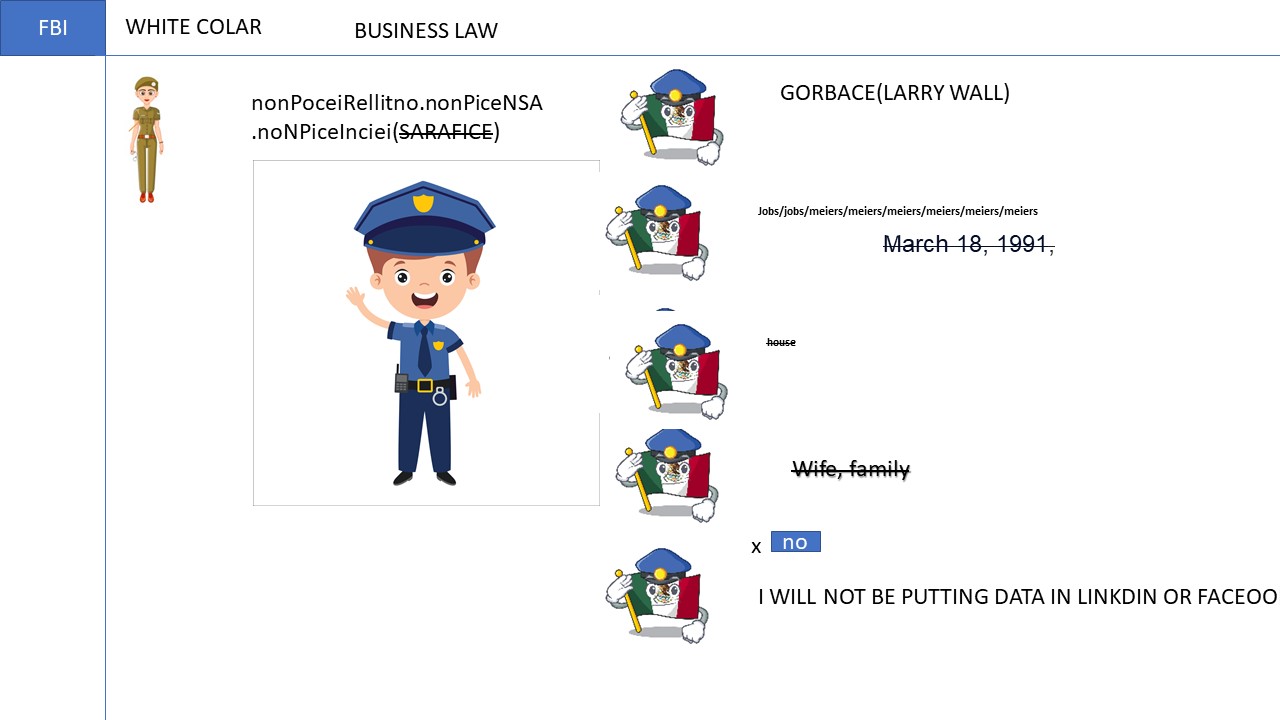 FBI
WHITE COLAR
BUSINESS LAW
nonPoceiRellitno.nonPiceNSA
.noNPiceInciei(SARAFICE)
GORBACE(LARRY WALL)
Jobs/jobs/meiers/meiers/meiers/meiers/meiers/meiers
March 18, 1991,
house
Wife, family
x
no
I WILL NOT BE PUTTING DATA IN LINKDIN OR FACEOO